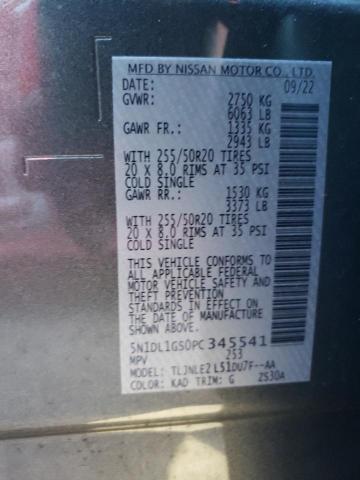 MFD BY NISSAN MOTOR CO., LTD.
DATE: 09/22
GVWR: 2750 KG
6063 LB
GAWR FR.: 1335 KG
2943 LB
WITH 255/50R20 TIRES
20 X 8.0 RIMS AT 35 PSI
COLD SINGLE
GAWR RR.: 1530 KG
3373 LB
WITH 255/50R20 TIRES
20 X 8.0 RIMS AT 35 PSI
COLD SINGLE
THIS VEHICLE CONFORMS TO
ALL APPLICABLE FEDERAL
MOTOR VEHICLE SAFETY AND
THEFT PREVENTION
STANDARDS IN EFFECT ON
THE DATE OF MANUFACTURE
SHOWN ABOVE.
5N1DL1GS0PC 345541
MPV 253
MODEL: TLJNLE2 L51DU7F--AA
COLOR: KAD TRIM: G ZS30A